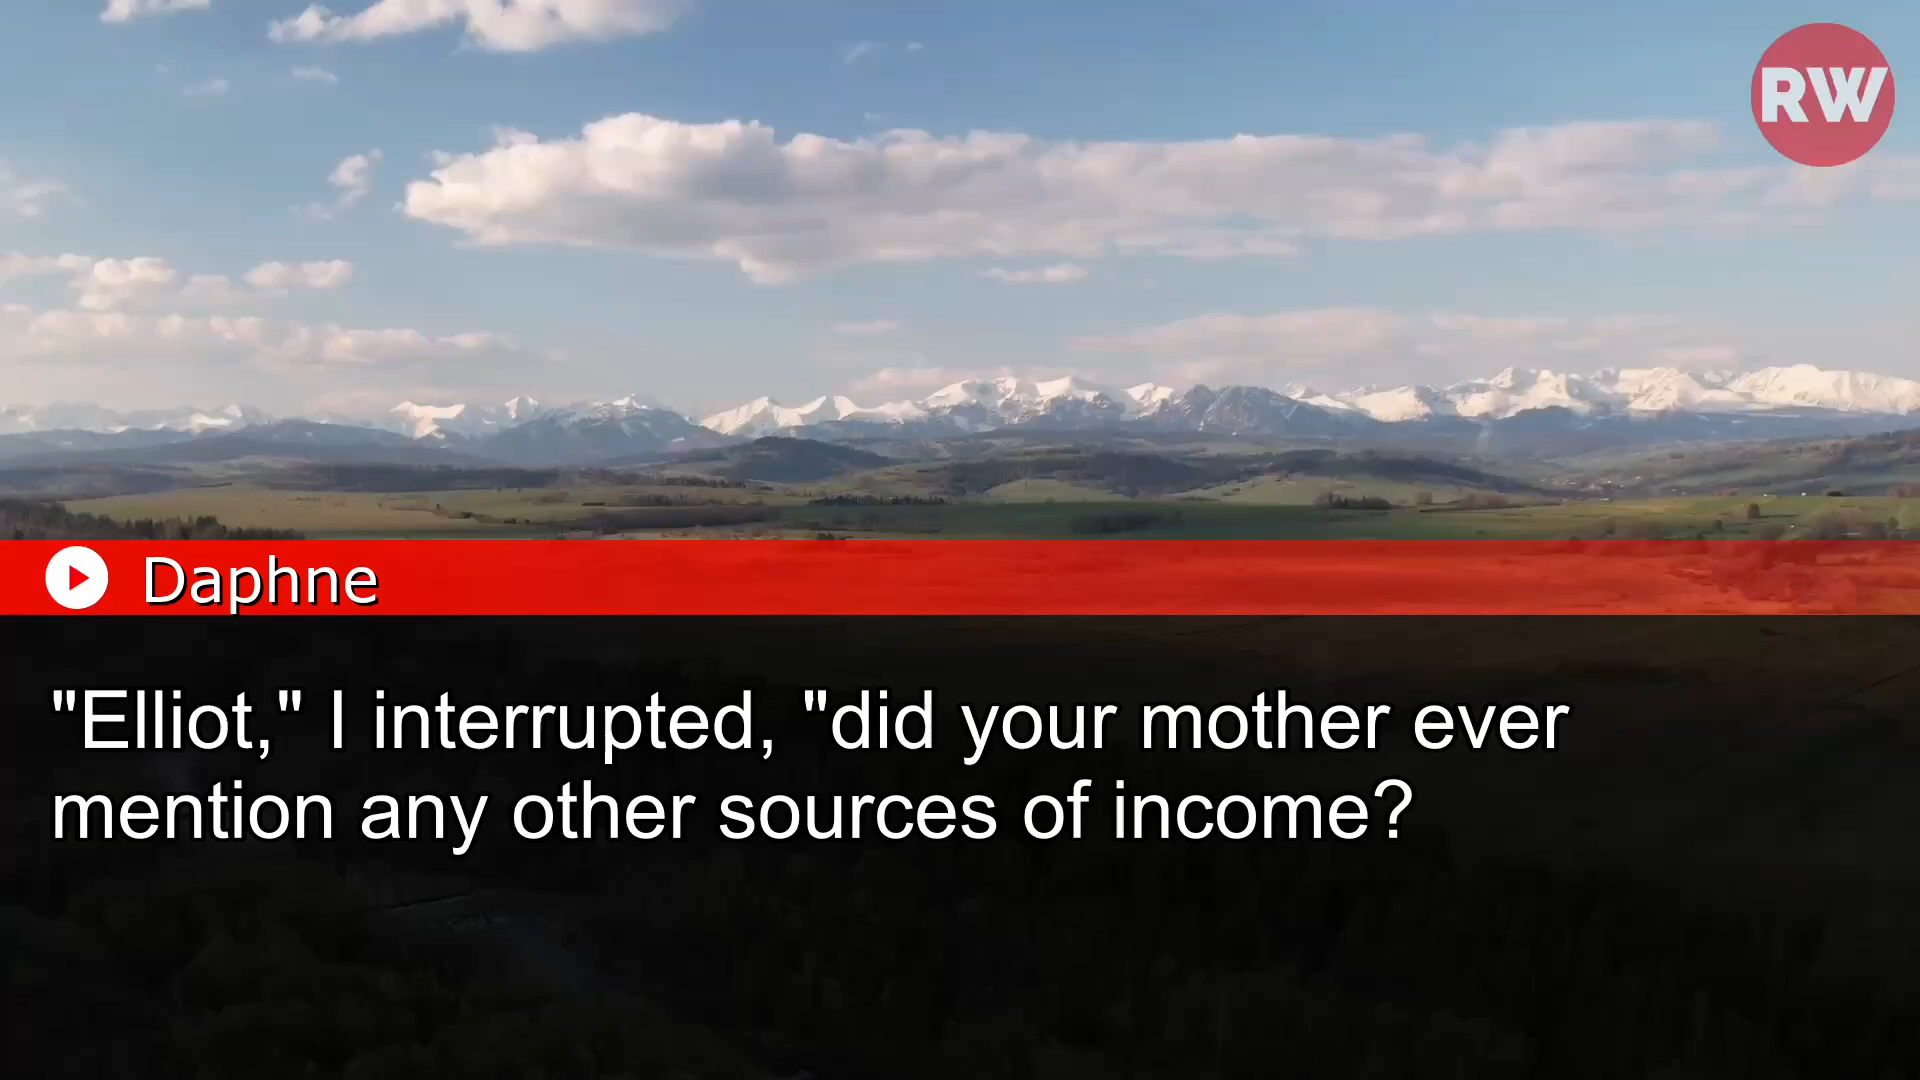 RW
Daphne
"Elliot," I interrupted, "did your mother ever
mention any other sources of income?